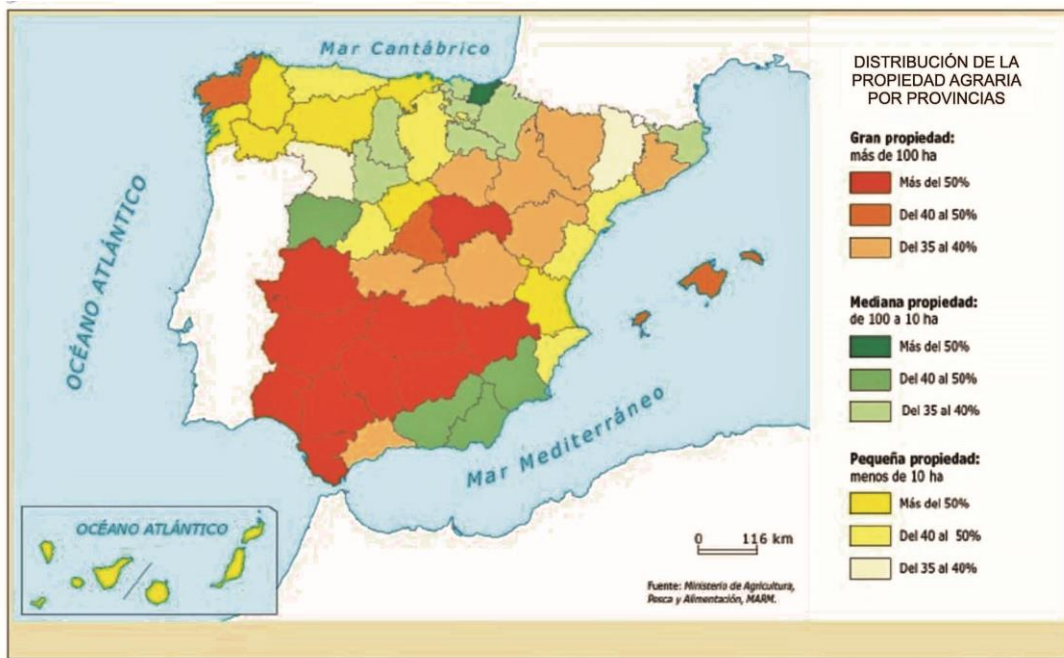 Mar Cantábrico
OCÉANO ATLÁNTICO
Mar Mediterráneo
OCÉANO ATLÁNTICO
0 116 km
Fuente: Ministerio de Agricultura,
Pesca y Alimentación, MARM.
DISTRIBUCIÓN DE LA
PROPIEDAD AGRARIA
POR PROVINCIAS
Gran propiedad:
más de 100 ha
Más del 50%
Del 40 al 50%
Del 35 al 40%
Mediana propiedad:
de 100 a 10 ha
Más del 50%
Del 40 al 50%
Del 35 al 40%
Pequeña propiedad:
menos de 10 ha
Más del 50%
Del 40 al 50%
Del 35 al 40%